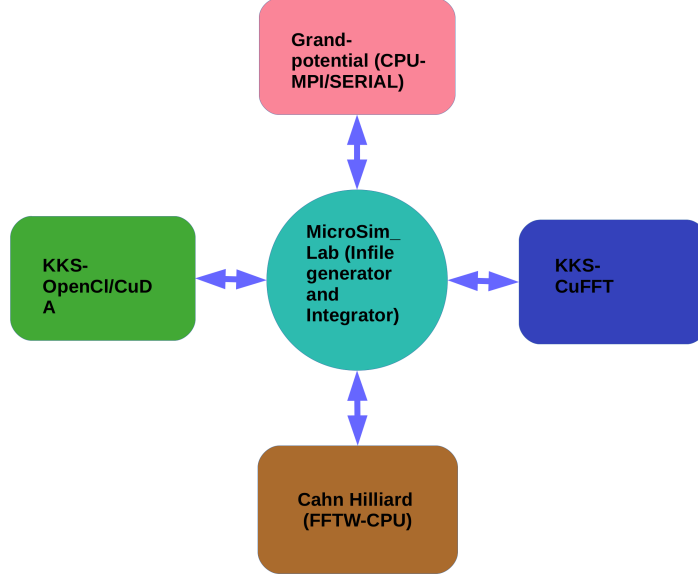 Grand-
potential (CPU-
MPI/SERIAL)
MicroSim_
Lab (Infile
generator
and
Integrator)
KKS-
OpenCl/CuD
A
KKS-
CuFFT
Cahn Hilliard
(FFTW-CPU)